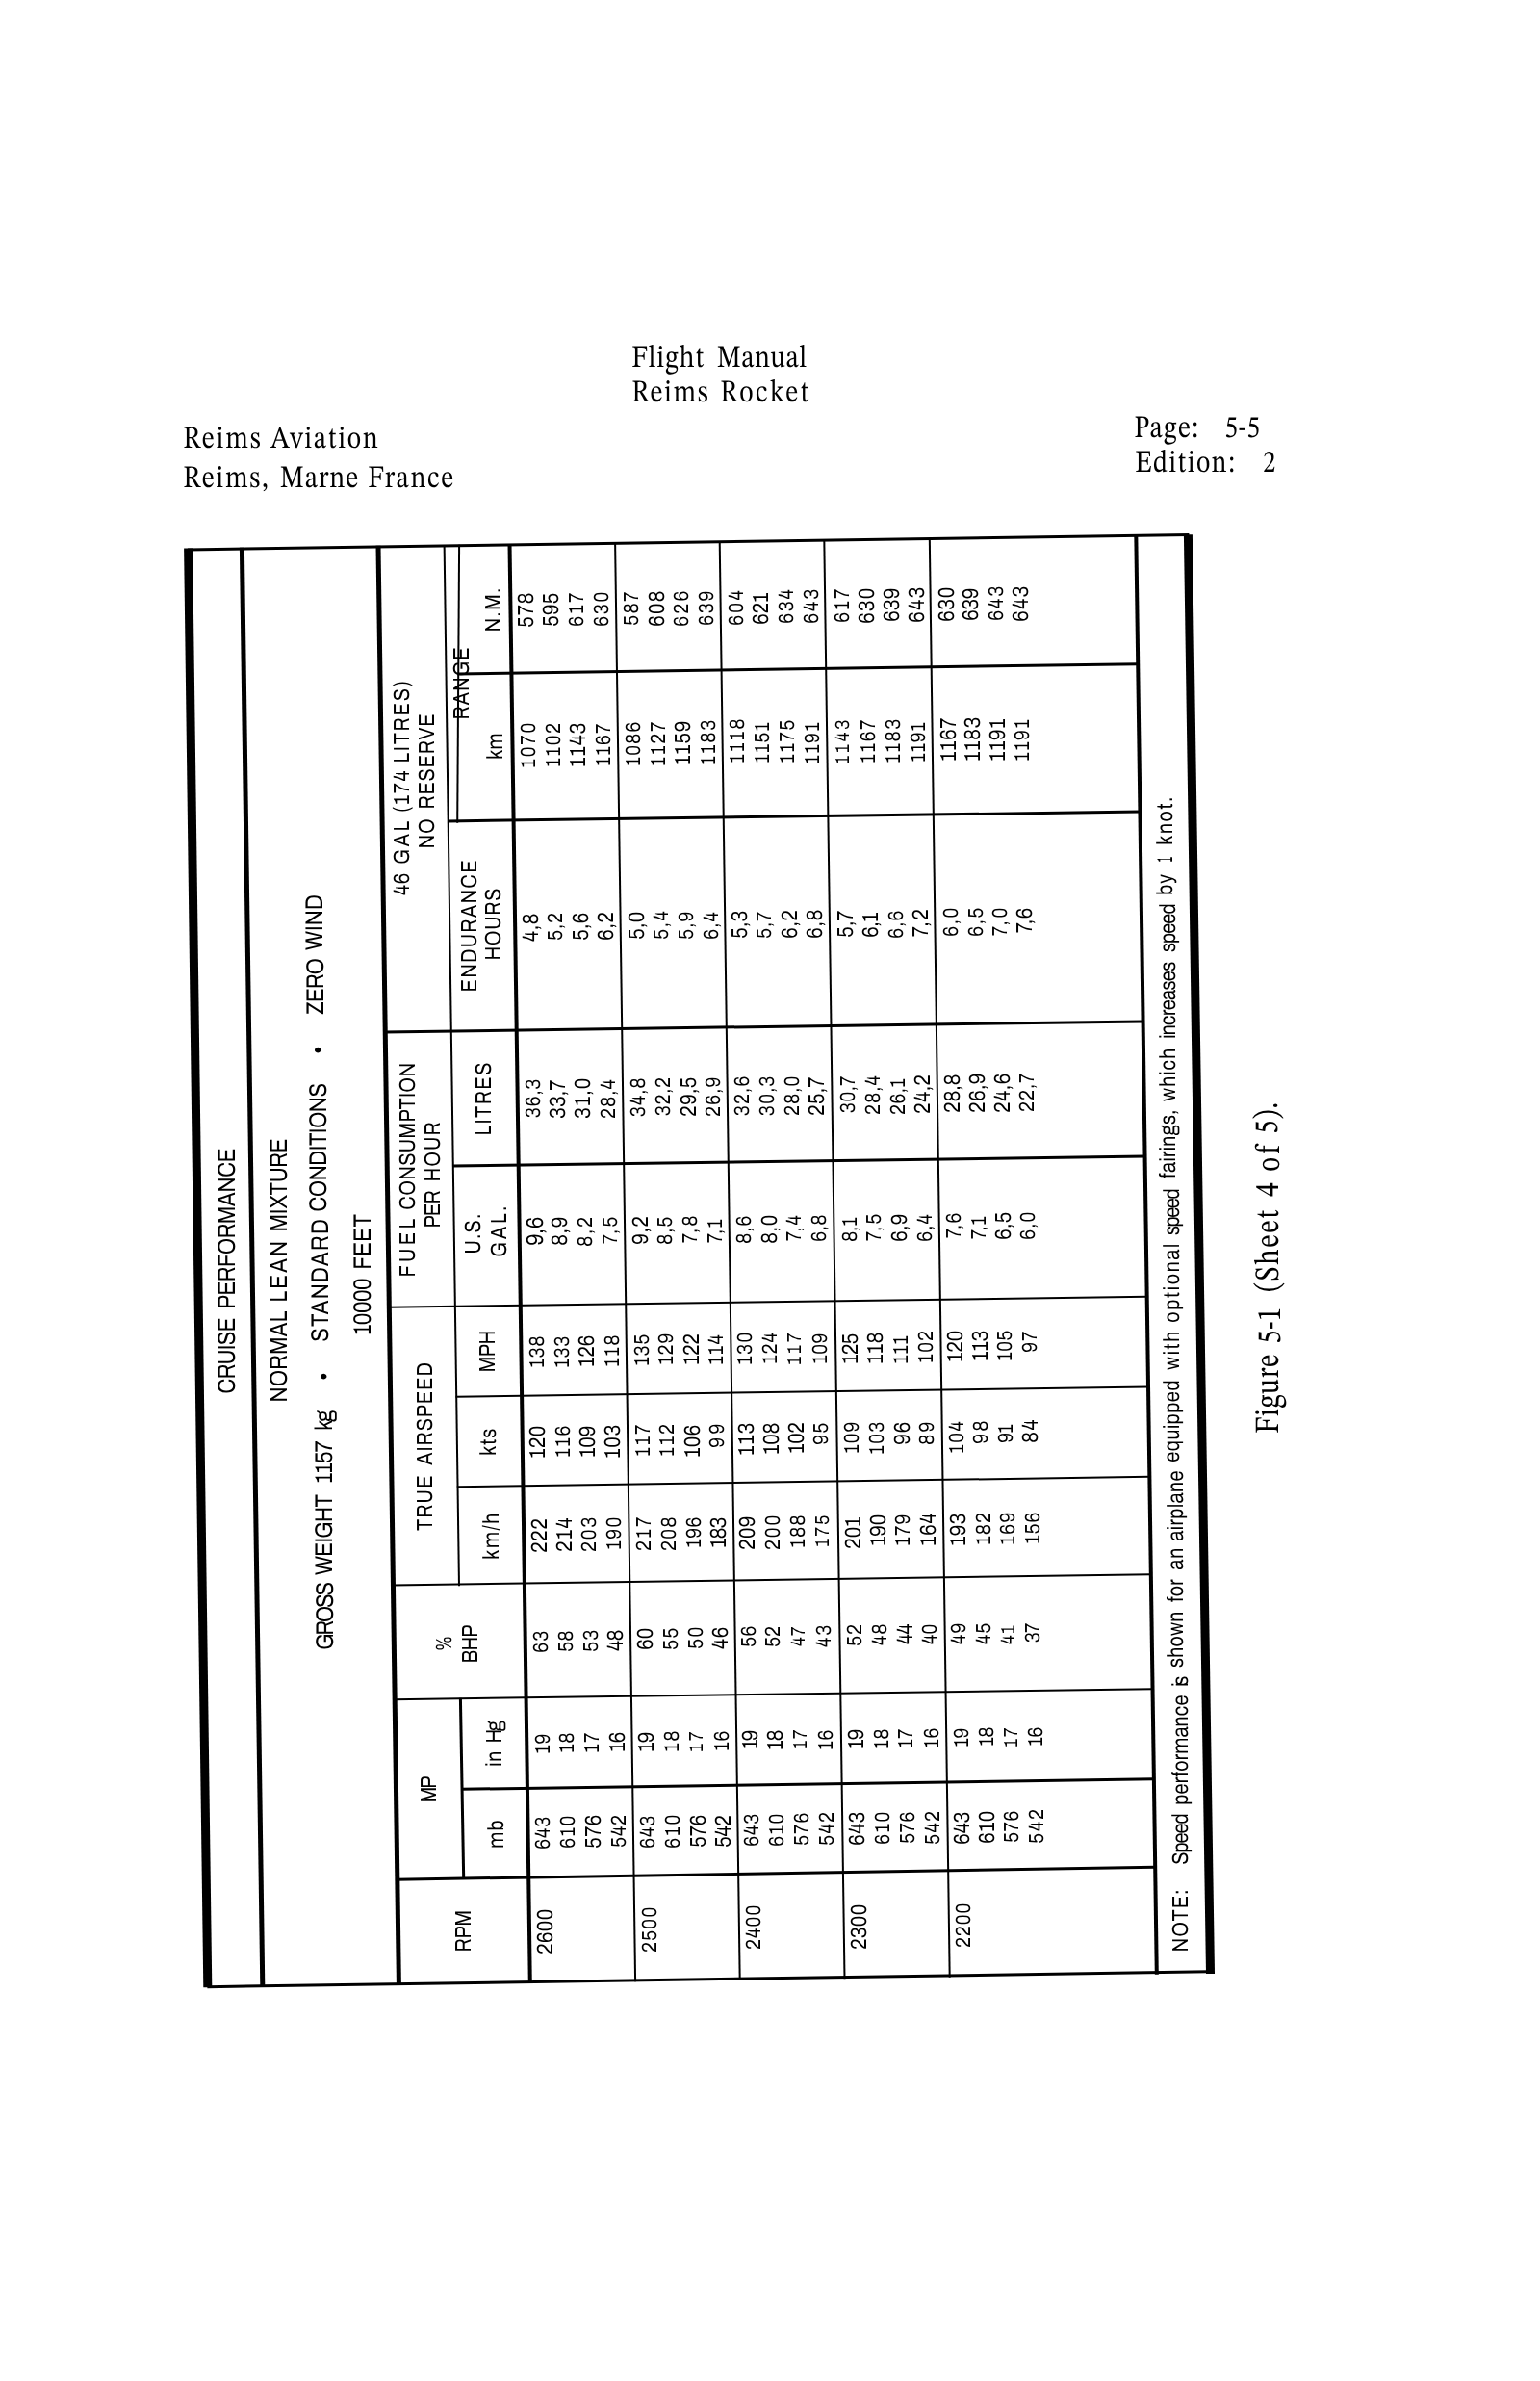 Flight Manual
Reims Rocket
Reims Aviation
Reims, Marne France
Page: 5-5
Edition: 2
CRUISE PERFORMANCE
NORMAL LEAN MIXTURE
GROSS WEIGHT 1157 kg • STANDARD CONDITIONS • ZERO WIND
10000 FEET
RPM MP % BHP TRUE AIRSPEED FUEL CONSUMPTION PER HOUR 46 GAL (174 LITRES) NO RESERVE
mb in Hg km/h kts MPH U.S. GAL. LITRES ENDURANCE HOURS RANGE km N.M.
2600 643 19 63 222 120 138 9,6 36,3 4,8 1070 578
610 18 58 214 116 133 8,9 33,7 5,2 1102 595
576 17 53 203 109 126 8,2 31,0 5,6 1143 617
542 16 48 190 103 118 7,5 28,4 6,2 1167 630
2500 643 19 60 217 117 135 9,2 34,8 5,0 1086 587
610 18 55 208 112 129 8,5 32,2 5,4 1127 608
576 17 50 196 106 122 7,8 29,5 5,9 1159 626
542 16 46 183 99 114 7,1 26,9 6,4 1183 639
2400 643 19 56 209 113 130 8,6 32,6 5,3 1118 604
610 18 52 200 108 124 8,0 30,3 5,7 1151 621
576 17 47 188 102 117 7,4 28,0 6,2 1175 634
542 16 43 175 95 109 6,8 25,7 6,8 1191 643
2300 643 19 52 201 109 125 8,1 30,7 5,7 1143 617
610 18 48 190 103 118 7,5 28,4 6,1 1167 630
576 17 44 179 96 111 6,9 26,1 6,6 1183 639
542 16 40 164 89 102 6,4 24,2 7,2 1191 643
2200 643 19 49 193 104 120 7,6 28,8 6,0 1167 630
610 18 45 182 98 113 7,1 26,9 6,5 1183 639
576 17 41 169 91 105 6,5 24,6 7,0 1191 643
542 16 37 156 84 97 6,0 22,7 7,6 1191 643
NOTE: Speed performance is shown for an airplane equipped with optional speed fairings, which increases speed by 1 knot.
Figure 5-1 (Sheet 4 of 5).